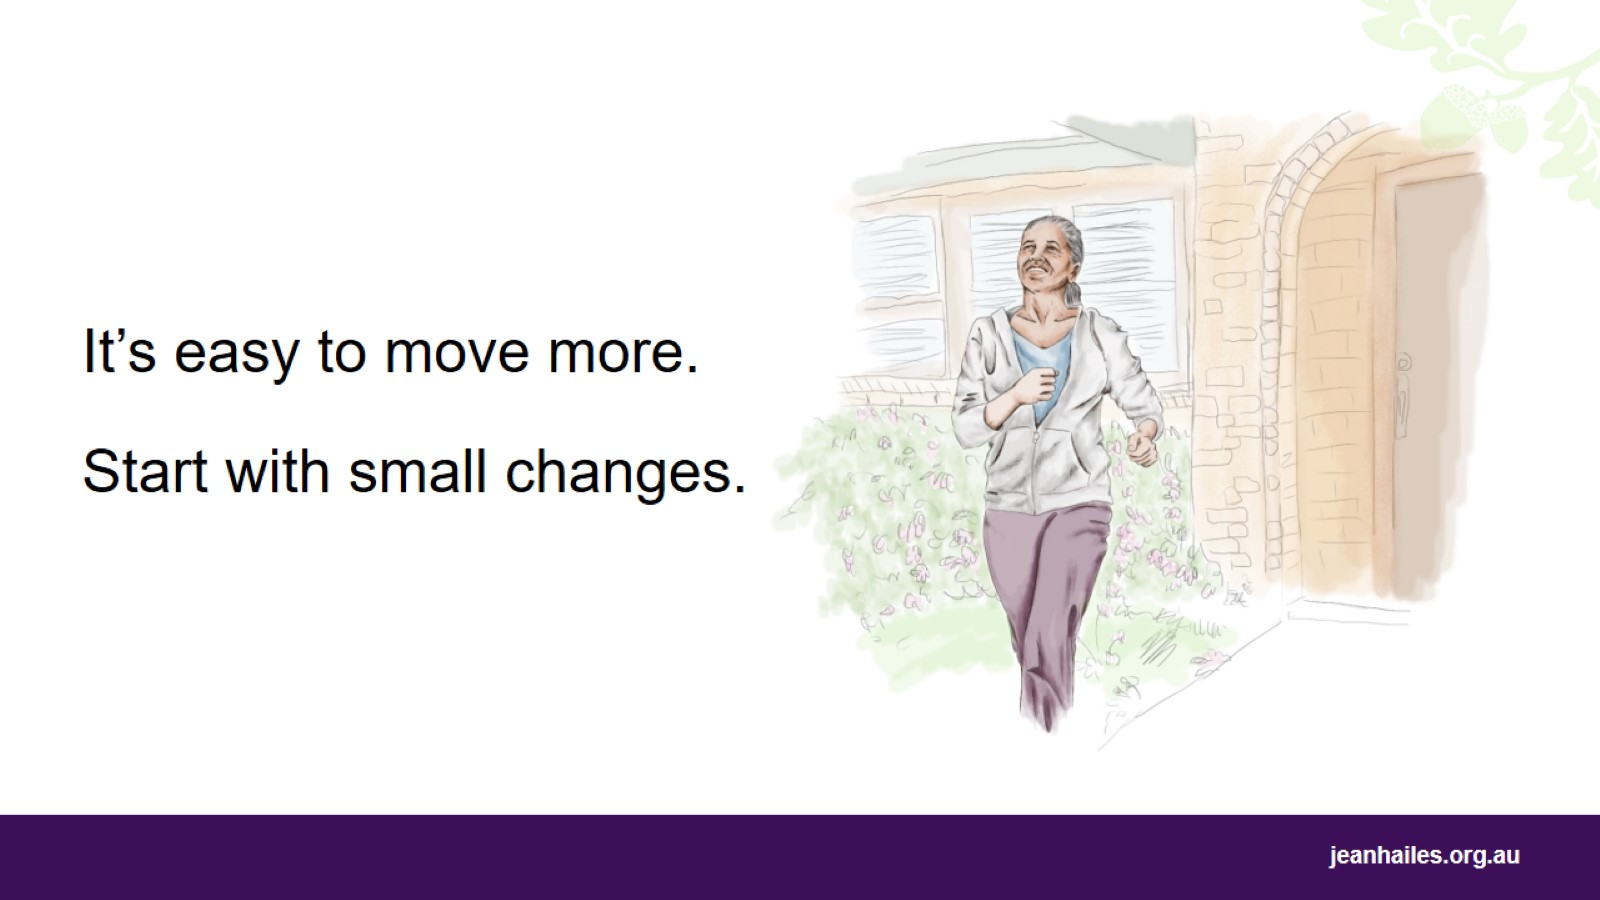 It’s easy to move more.
Start with small changes.
jeanhailes.org.au